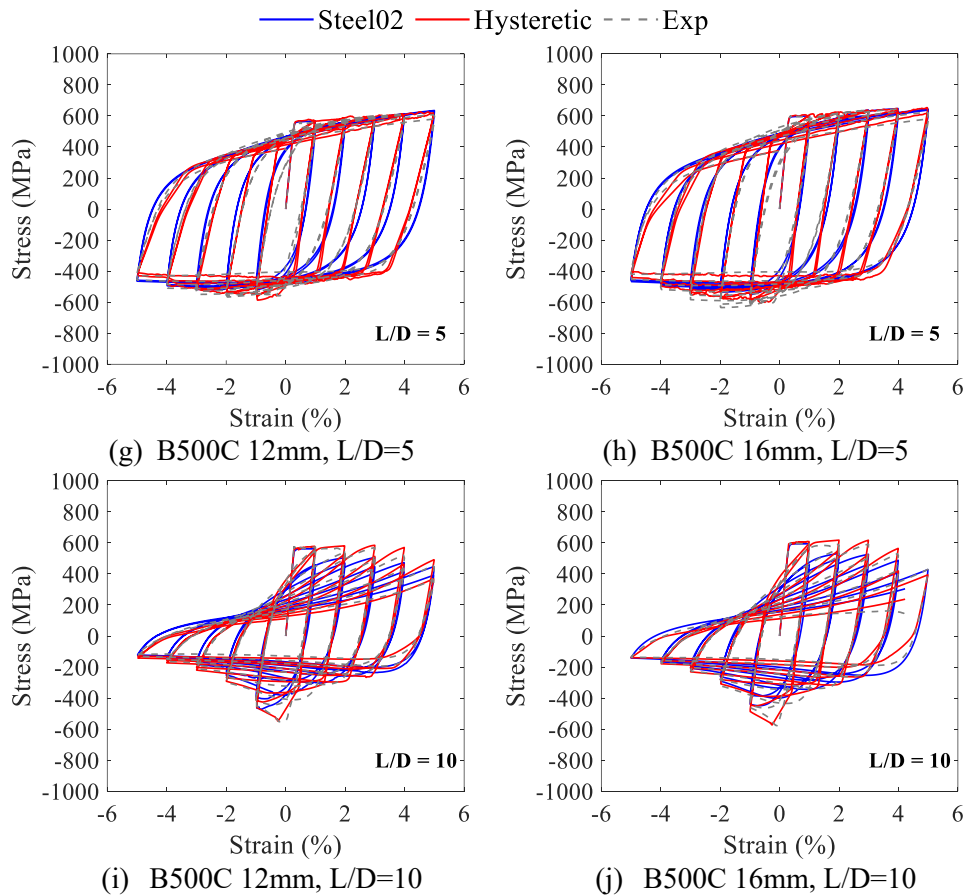 Steel02 Hysteretic Exp
1000
800
600
400
200
0
-200
-400
-600
-800
-1000
Stress (MPa)
L/D = 5
-6 -4 -2 0 2 4 6
Strain (%)
(g) B500C 12mm, L/D=5
1000
800
600
400
200
0
-200
-400
-600
-800
-1000
Stress (MPa)
L/D = 5
-6 -4 -2 0 2 4 6
Strain (%)
(h) B500C 16mm, L/D=5
1000
800
600
400
200
0
-200
-400
-600
-800
-1000
Stress (MPa)
L/D = 10
-6 -4 -2 0 2 4 6
Strain (%)
(i) B500C 12mm, L/D=10
1000
800
600
400
200
0
-200
-400
-600
-800
-1000
Stress (MPa)
L/D = 10
-6 -4 -2 0 2 4 6
Strain (%)
(j) B500C 16mm, L/D=10